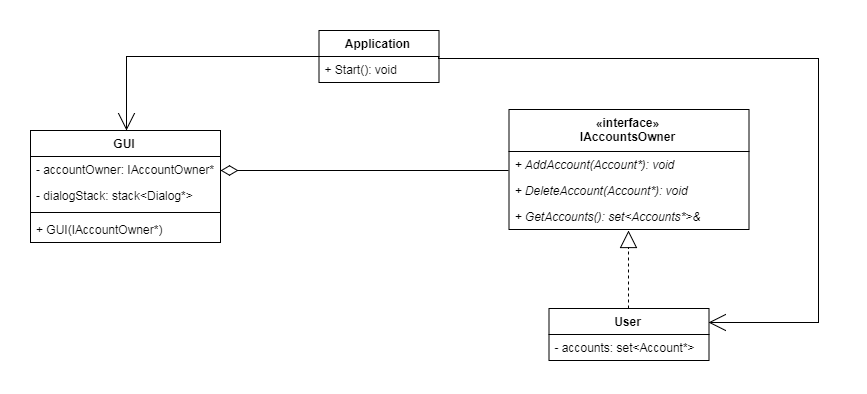 Application
+ Start(): void
GUI
- accountOwner: IAccountOwner*
- dialogStack: stack<Dialog*>
+ GUI(IAccountOwner*)
«interface»
IAccountsOwner
+ AddAccount(Account*): void
+ DeleteAccount(Account*): void
+ GetAccounts(): set<Accounts*>&
User
- accounts: set<Account*>